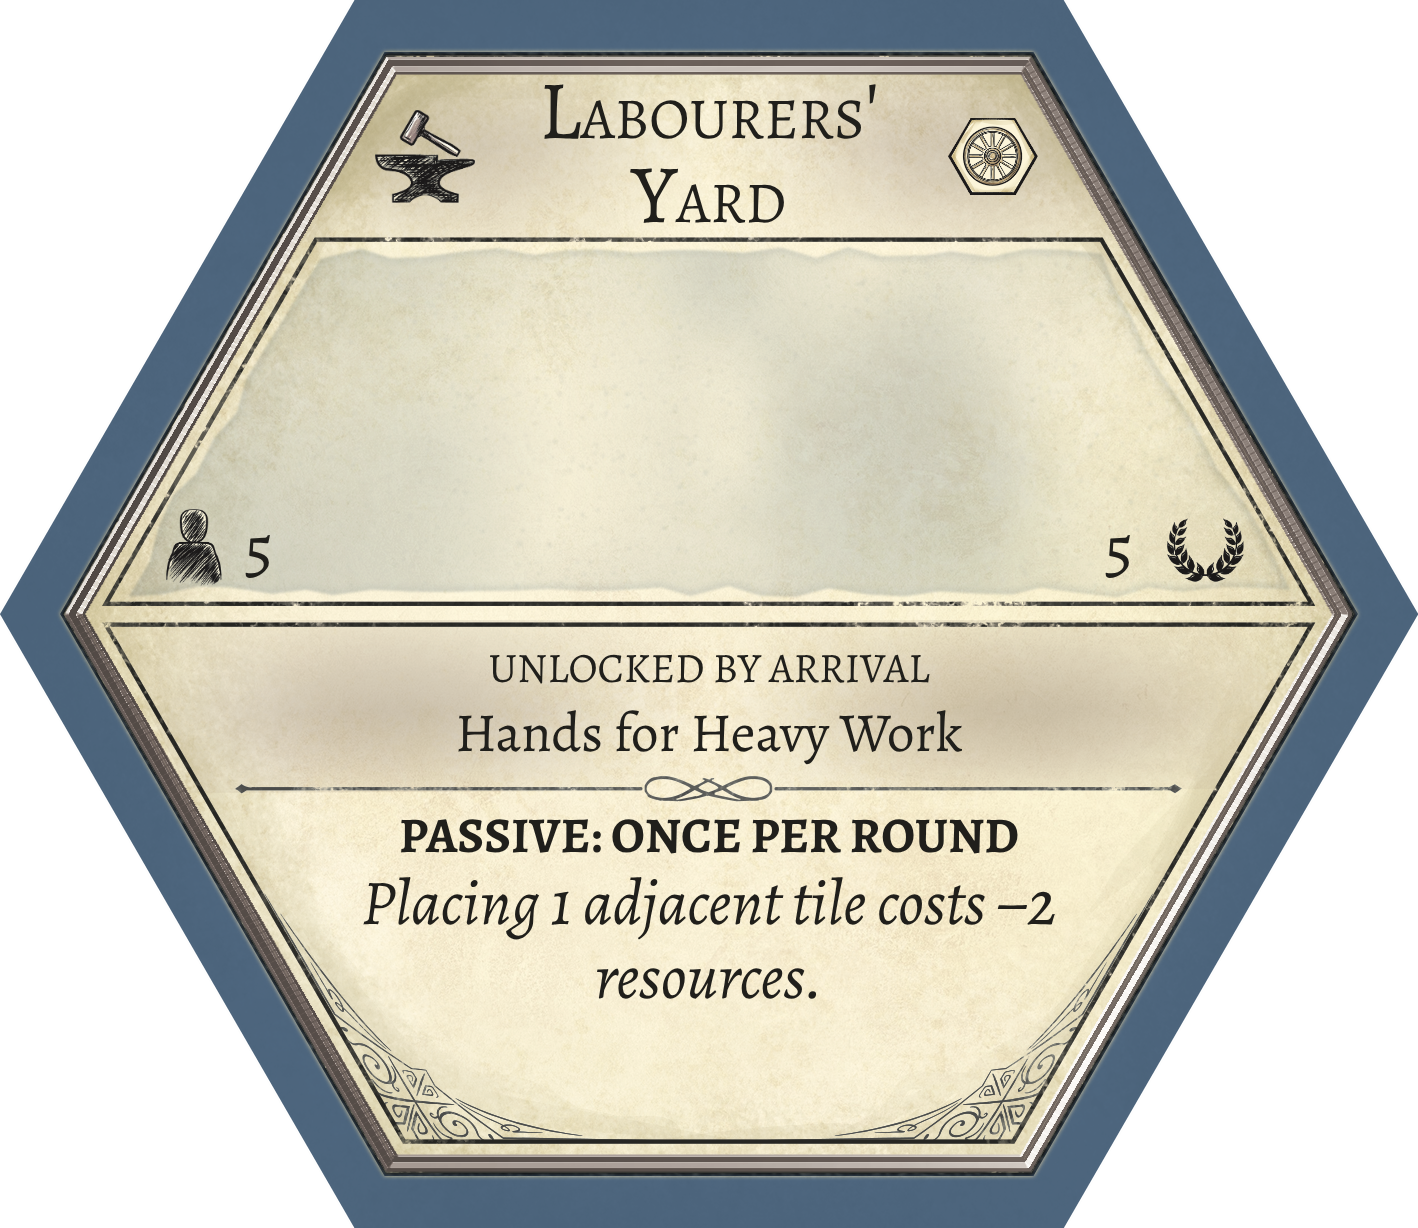 LABOURERS'
YARD
5
5
UNLOCKED BY ARRIVAL
Hands for Heavy Work
PASSIVE: ONCE PER ROUND
Placing 1 adjacent tile costs –2
resources.